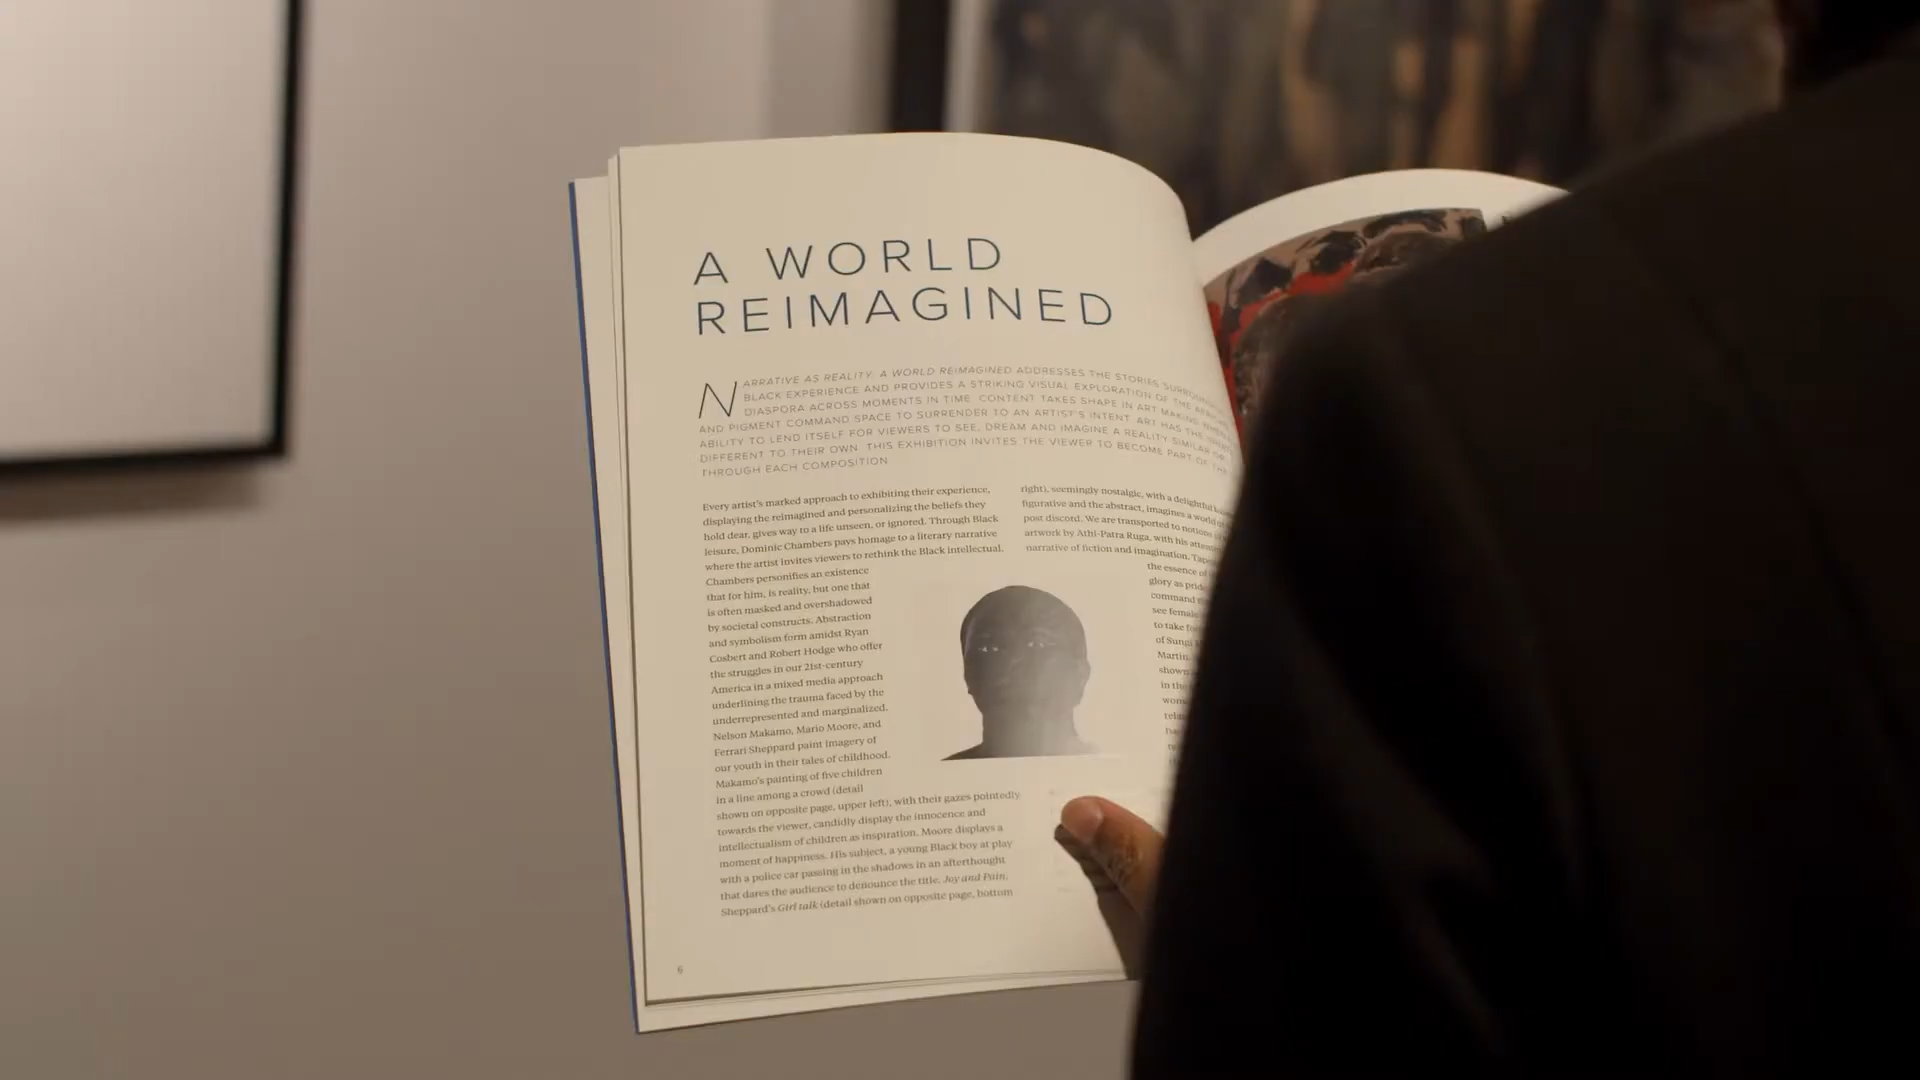 A WORLD
REIMAGINED
NARRATIVE AS REALITY: A WORLD REIMAGINED ADDRESSES THE STORIES
BLACK EXPERIENCE AND PROVIDES A STRIKING VISUAL EXPLORATION OF THE
DIASPORA ACROSS MOMENTS IN TIME. CONTENT TAKES SHAPE IN ART MAKING
AND PIGMENT COMMAND SPACE TO SURRENDER TO AN ARTIST'S INTENT. ART HAS THE
ABILITY TO LEND ITSELF FOR VIEWERS TO SEE, DREAM AND IMAGINE A REALITY SIMILAR
DIFFERENT TO THEIR OWN. THIS EXHIBITION INVITES THE VIEWER TO BECOME PART OF
THROUGH EACH COMPOSITION.
Every artist's marked approach to exhibiting their experience,
displaying the reimagined and personalizing the beliefs they
hold dear, gives way to a life unseen, or ignored. Through Black
leisure, Dominic Chambers pays homage to a literary narrative
where the artist invites viewers to rethink the Black intellectual.
Chambers personifies an existence
that for him, is reality, but one that
is often masked and overshadowed
by societal constructs. Abstraction
and symbolism form amidst Ryan
Cosbert and Robert Hodge who offer
the struggles in our 21st-century
America in a mixed media approach
underlining the trauma faced by the
underrepresented and marginalized.
Nelson Makamo, Mario Moore, and
Ferrari Sheppard paint imagery of
our youth in their tales of childhood.
Makamo's painting of five children
in a line among a crowd (detail
shown on opposite page, upper left), with their gazes pointedly
towards the viewer, candidly display the innocence and
intellectualism of children as inspiration. Moore displays a
moment of happiness. His subject, a young Black boy at play
with a police car passing in the shadows in an afterthought
that dares the audience to denounce the title, Joy and Pain.
Sheppard's Girl talk (detail shown on opposite page, bottom
right), seemingly nostalgic, with a delightful
figurative and the abstract, imagines a world
post discord. We are transported to notions
artwork by Athi-Patra Ruga, with his
narrative of fiction and imagination.
the essence of
glory as
command
see
to take
of Sungi
Martin,
shown
in the
6